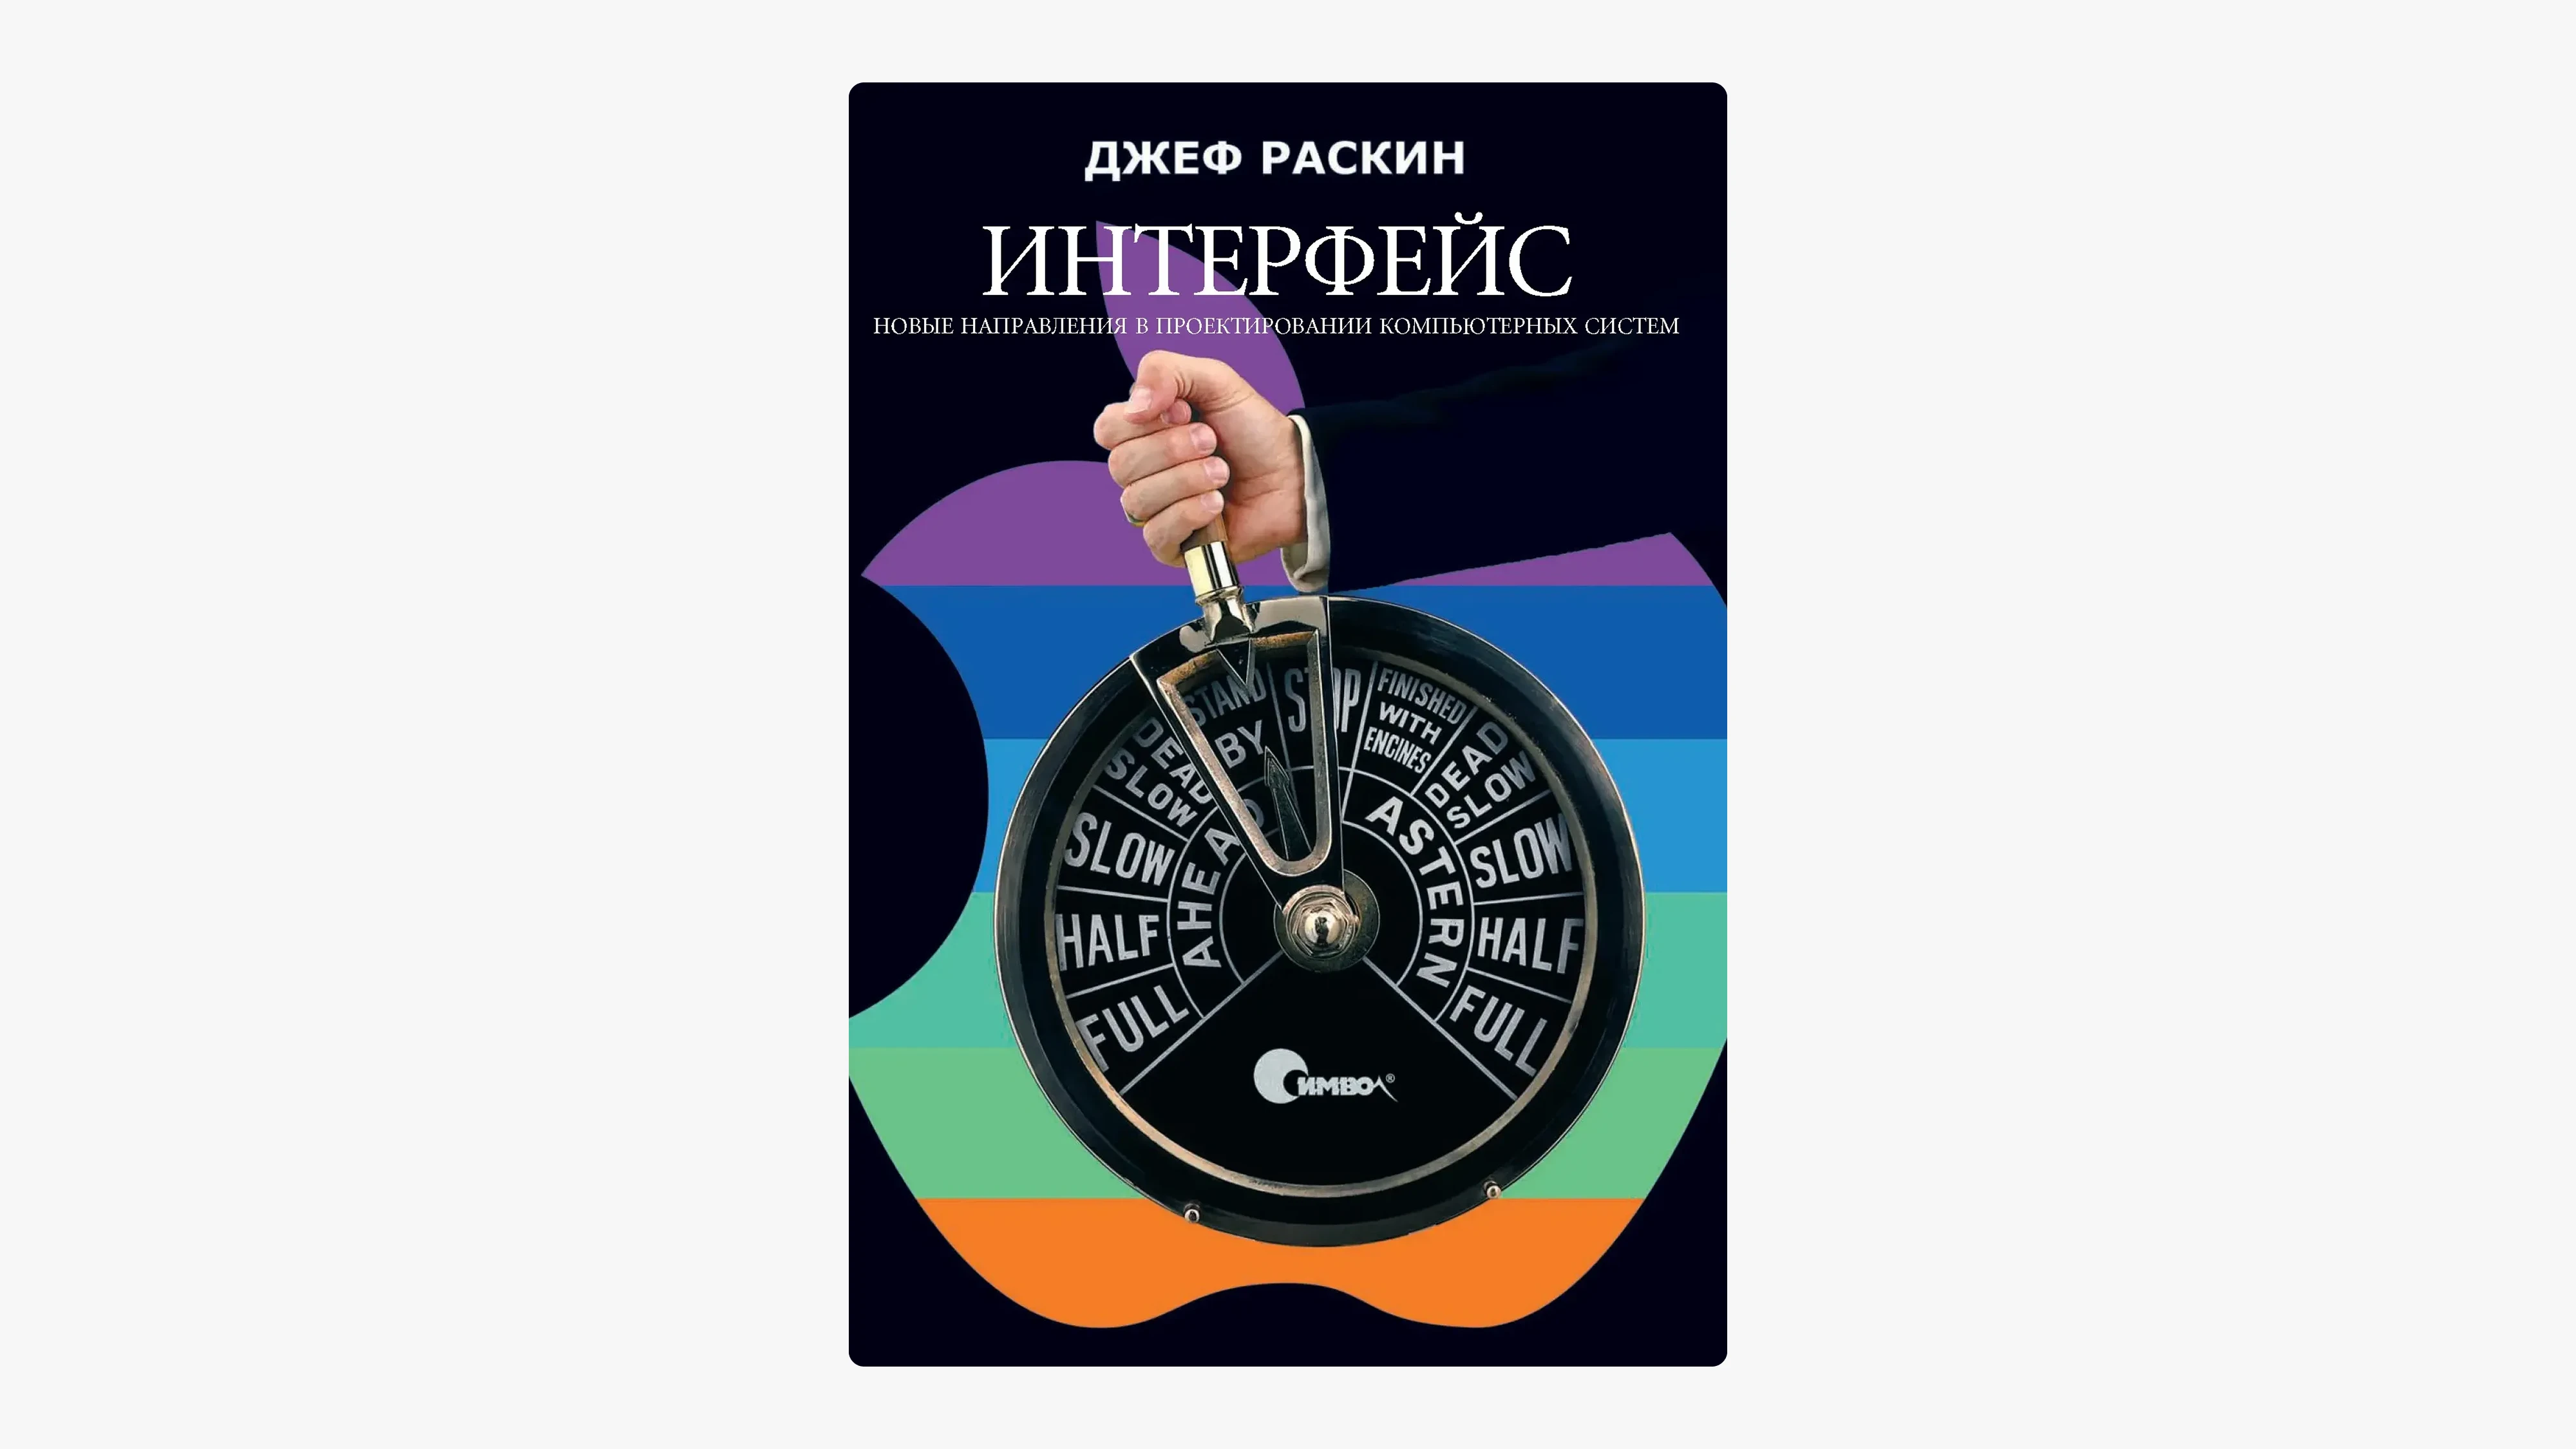 ДЖЕФ РАСКИН
ИНТЕРФЕЙС
НОВЫЕ НАПРАВЛЕНИЯ В ПРОЕКТИРОВАНИИ КОМПЬЮТЕРНЫХ СИСТЕМ
FULL
HALF
SLOW
DEAD
SLOW
STAND
BY
STOP
FINISHED
WITH
ENGINES
DEAD
SLOW
SLOW
HALF
FULL
AHEAD
ASTERN
СИМВОЛ®